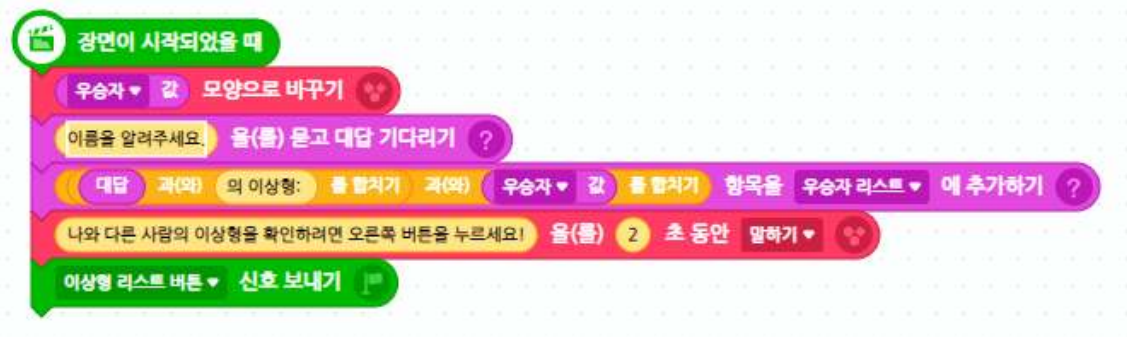 장면이 시작되었을 때
우승자 값 모양으로 바꾸기
이름을 알려주세요. 을(를) 묻고 대답 기다리기 ?
대답 과(와) 의 이상형: 를 합치기 과(와) 우승자 값 를 합치기 항목을 우승자 리스트 에 추가하기 ?
나와 다른 사람의 이상형을 확인하려면 오른쪽 버튼을 누르세요! 을(를) 2 초 동안 말하기
이상형 리스트 버튼 신호 보내기